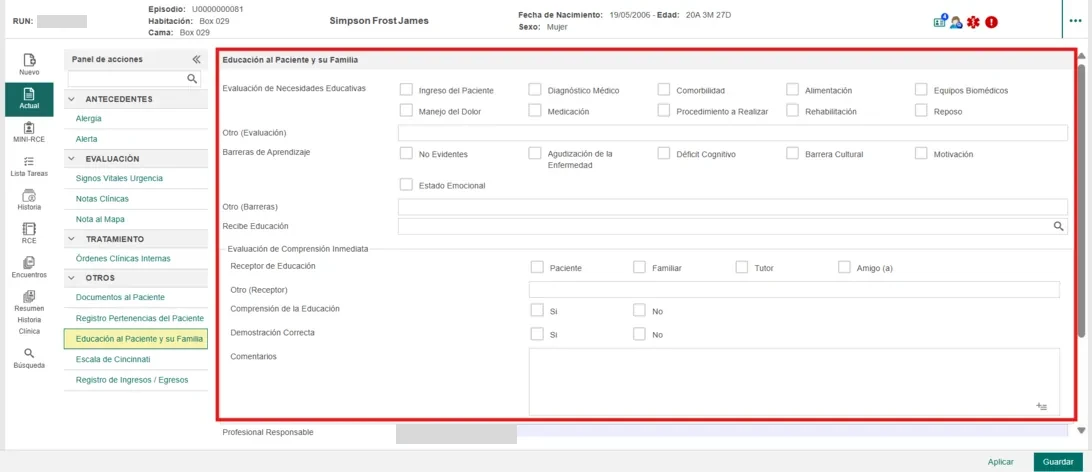 RUN:
Episodio: U0000000081
Habitación: Box 029
Cama: Box 029
Simpson Frost James
Fecha de Nacimiento: 19/05/2006 - Edad: 20A 3M 27D
Sexo: Mujer
4
Nuevo
Actual
MINI-RCE
Lista Tareas
Historia
RCE
Encuentros
Resumen
Historia
Clínica
Búsqueda
Panel de acciones
ANTECEDENTES
Alergia
Alerta
EVALUACIÓN
Signos Vitales Urgencia
Notas Clínicas
Nota al Mapa
TRATAMIENTO
Órdenes Clínicas Internas
OTROS
Documentos al Paciente
Registro Pertenencias del Paciente
Educación al Paciente y su Familia
Escala de Cincinnati
Registro de Ingresos / Egresos
Educación al Paciente y su Familia
Evaluación de Necesidades Educativas
Ingreso del Paciente Diagnóstico Médico Comorbilidad Alimentación Equipos Biomédicos
Manejo del Dolor Medicación Procedimiento a Realizar Rehabilitación Reposo
Otro (Evaluación)
Barreras de Aprendizaje
No Evidentes Agudización de la Enfermedad Déficit Cognitivo Barrera Cultural Motivación
Estado Emocional
Otro (Barreras)
Recibe Educación
Evaluación de Comprensión Inmediata
Receptor de Educación Paciente Familiar Tutor Amigo (a)
Otro (Receptor)
Comprensión de la Educación Si No
Demostración Correcta Si No
Comentarios
Profesional Responsable
Aplicar Guardar